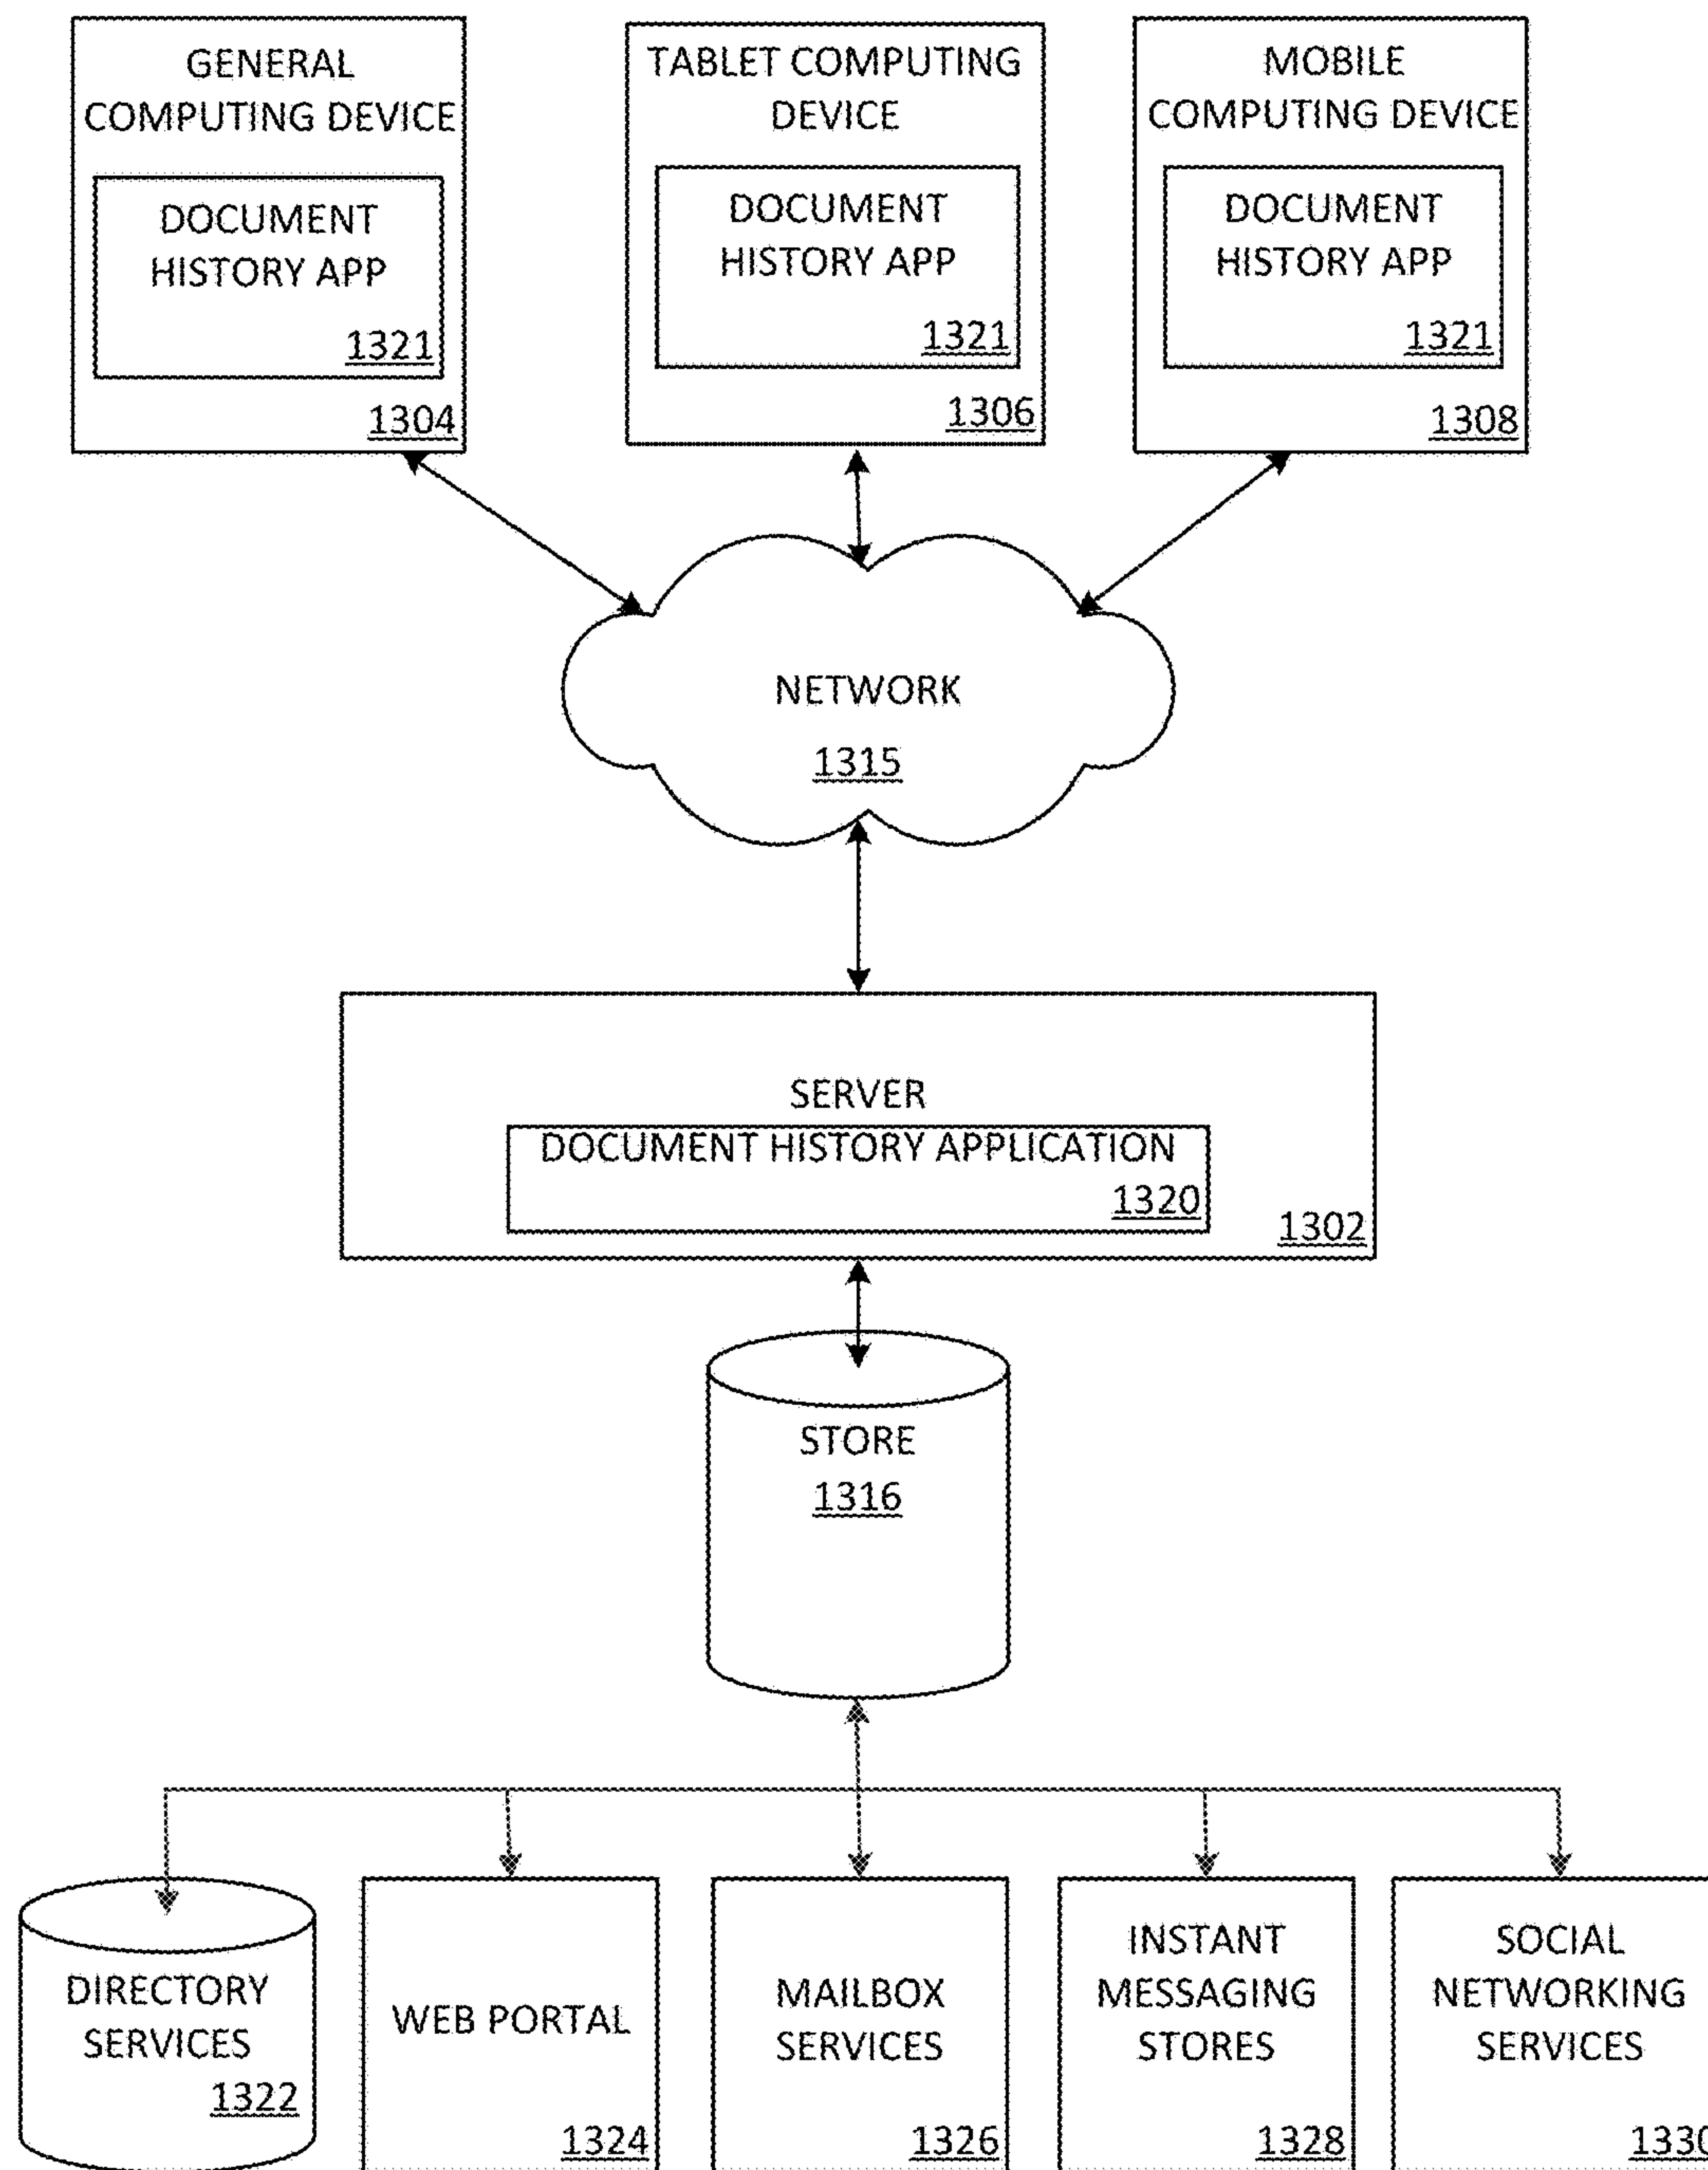 GENERAL
COMPUTING DEVICE
DOCUMENT
HISTORY APP
1321
1304
TABLET COMPUTING
DEVICE
DOCUMENT
HISTORY APP
1321
1306
MOBILE
COMPUTING DEVICE
DOCUMENT
HISTORY APP
1321
1308
NETWORK
1315
SERVER
DOCUMENT HISTORY APPLICATION
1320
1302
STORE
1316
DIRECTORY
SERVICES
1322
WEB PORTAL
1324
MAILBOX
SERVICES
1326
INSTANT
MESSAGING
STORES
1328
SOCIAL
NETWORKING
SERVICES
1330